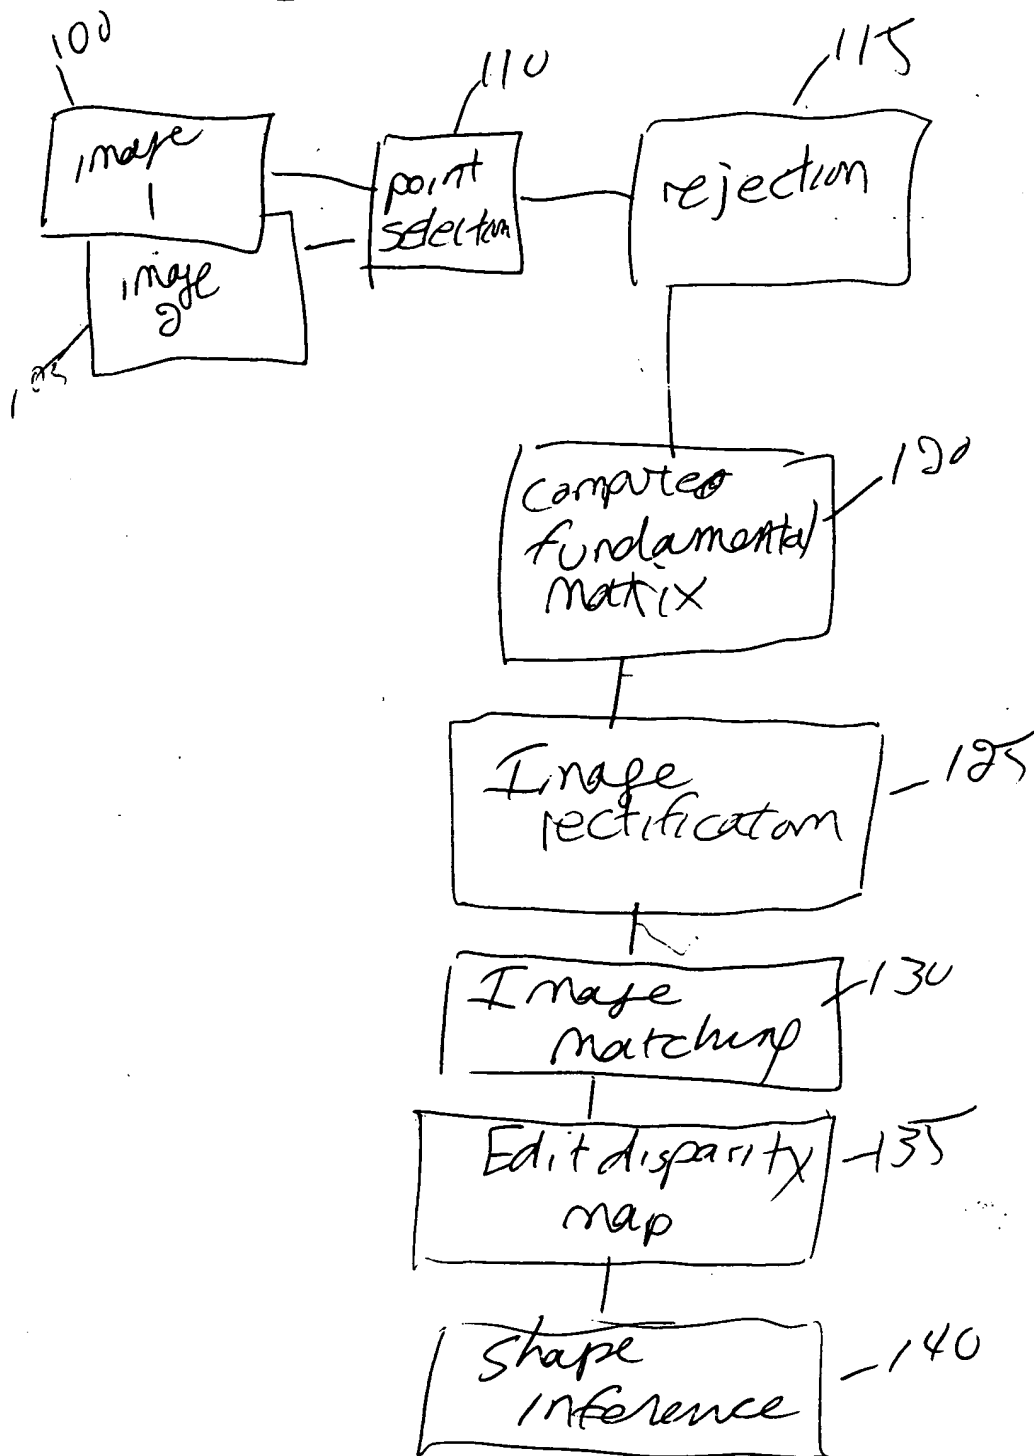 100
110
115
image
1
point
selection
rejection
image
2
105
120
compute
fundamental
matrix
125
Image
rectification
130
Image
matching
135
Edit disparity
map
140
Shape
inference